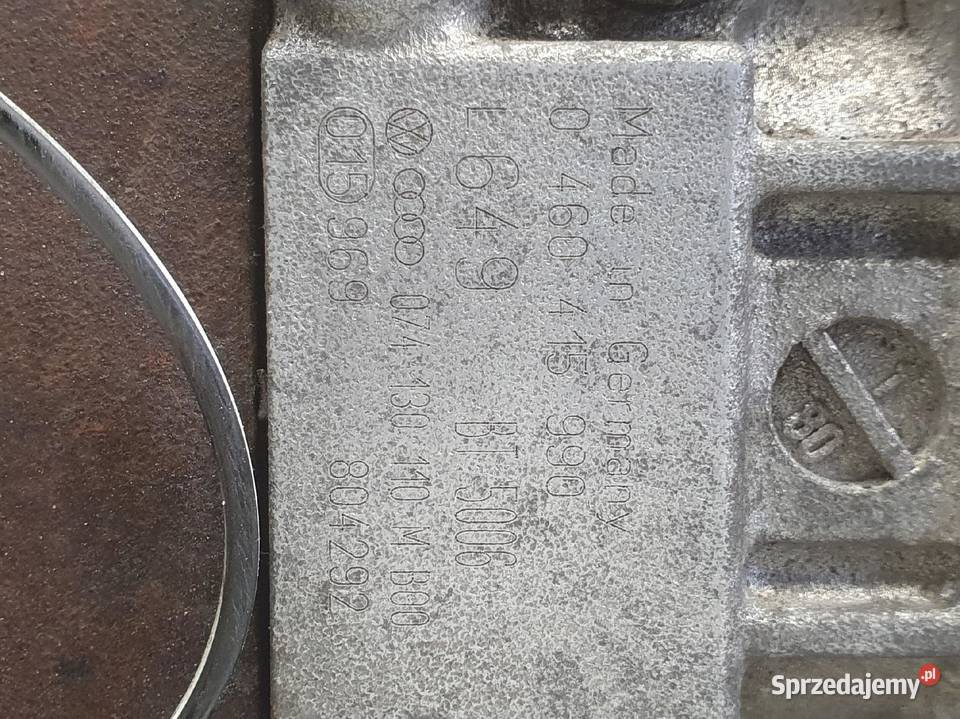 Made in Germany
0 460 415 990
E 649 BT 5006
074 130 110 M B00
015 969 804292
1
80
Sprzedajemy.pl